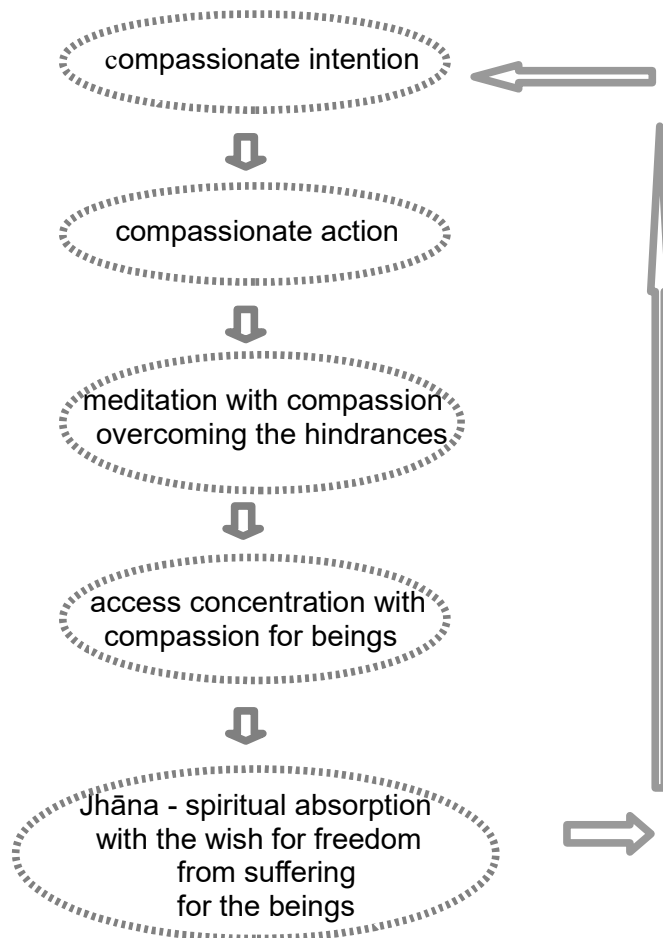 compassionate intention
compassionate action
meditation with compassion
overcoming the hindrances
access concentration with
compassion for beings
Jhāna - spiritual absorption
with the wish for freedom
from suffering
for the beings